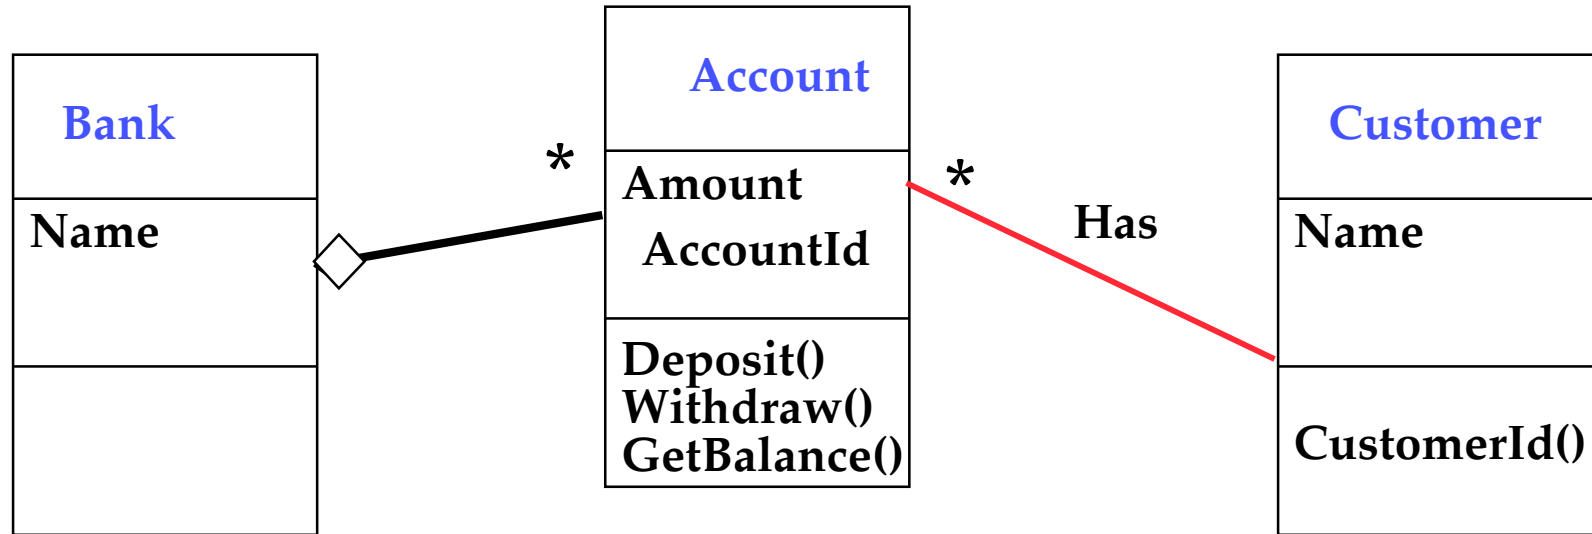 Bank
Name
*
Account
Amount
AccountId
Deposit()
Withdraw()
GetBalance()
*
Has
Customer
Name
CustomerId()